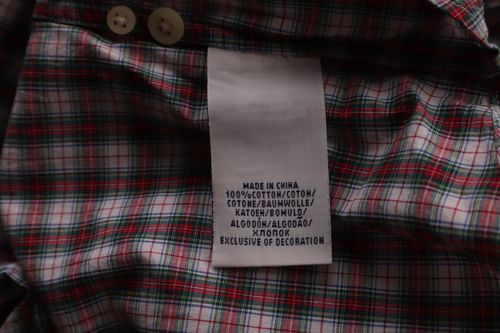 MADE IN CHINA
100%COTTON/COTON/
COTONE/BAUMWOLLE/
KATOEN/BOMULD/
ALGODÓN/ALGODÃO/
ХЛОПОК
EXCLUSIVE OF DECORATION